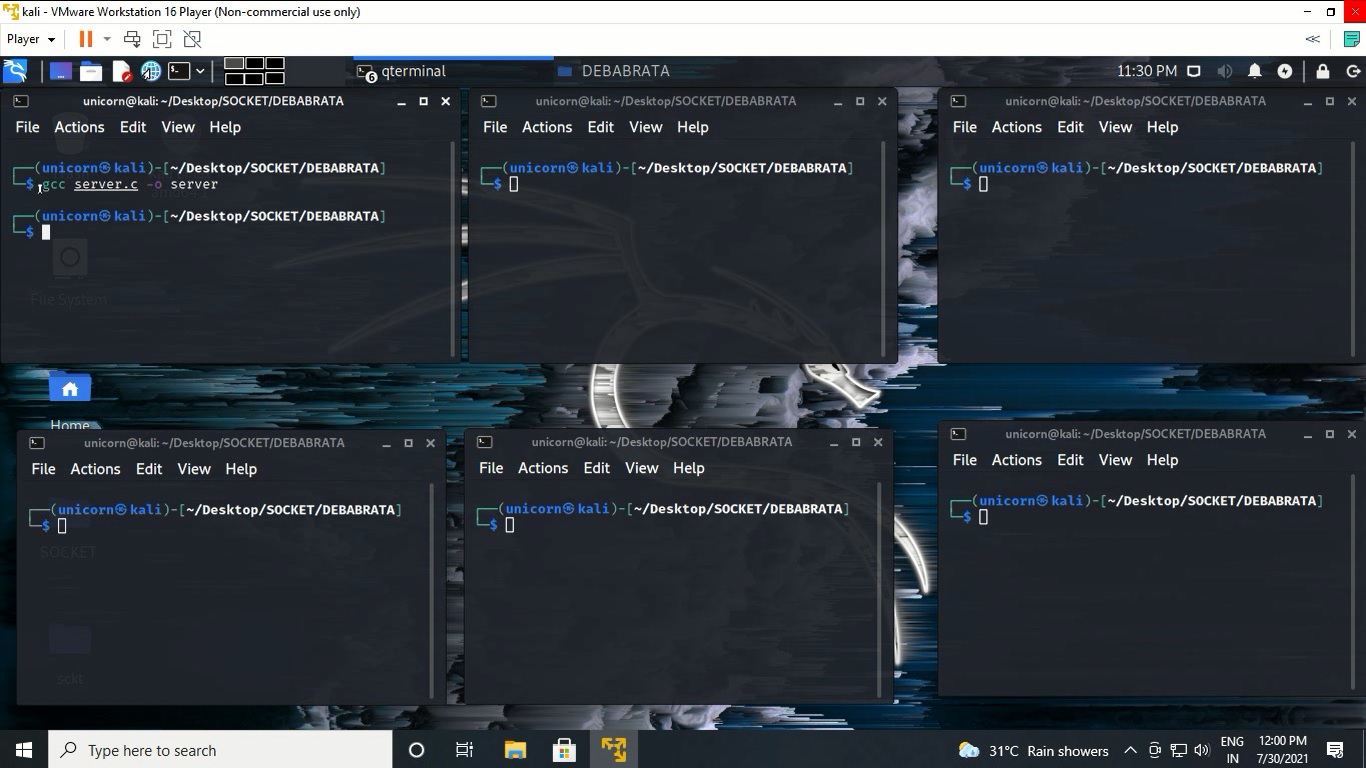 kali - VMware Workstation 16 Player (Non-commercial use only)
Player
6 qterminal
DEBABRATA
11:30 PM
unicorn@kali: ~/Desktop/SOCKET/DEBABRATA
File Actions Edit View Help
┌──(unicorn㉿kali)-[~/Desktop/SOCKET/DEBABRATA]
└─$ gcc server.c -o server
┌──(unicorn㉿kali)-[~/Desktop/SOCKET/DEBABRATA]
└─$
File System
unicorn@kali: ~/Desktop/SOCKET/DEBABRATA
File Actions Edit View Help
┌──(unicorn㉿kali)-[~/Desktop/SOCKET/DEBABRATA]
└─$
unicorn@kali: ~/Desktop/SOCKET/DEBABRATA
File Actions Edit View Help
┌──(unicorn㉿kali)-[~/Desktop/SOCKET/DEBABRATA]
└─$
Home
unicorn@kali: ~/Desktop/SOCKET/DEBABRATA
File Actions Edit View Help
┌──(unicorn㉿kali)-[~/Desktop/SOCKET/DEBABRATA]
└─$
SOCKET
sckt
unicorn@kali: ~/Desktop/SOCKET/DEBABRATA
File Actions Edit View Help
┌──(unicorn㉿kali)-[~/Desktop/SOCKET/DEBABRATA]
└─$
unicorn@kali: ~/Desktop/SOCKET/DEBABRATA
File Actions Edit View Help
┌──(unicorn㉿kali)-[~/Desktop/SOCKET/DEBABRATA]
└─$
Type here to search
31°C Rain showers
ENG
IN
12:00 PM
7/30/2021